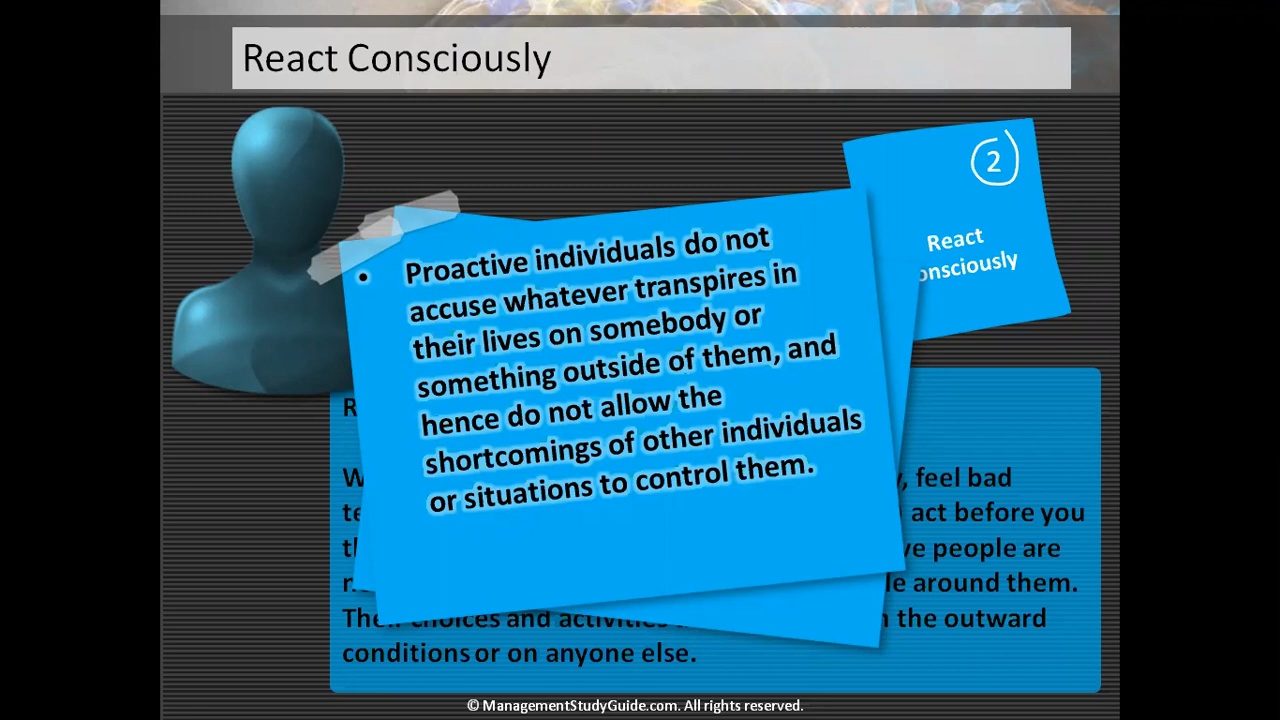 React Consciously
2
React
onsciously
• Proactive individuals do not
accuse whatever transpires in
their lives on somebody or
something outside of them, and
hence do not allow the
shortcomings of other individuals
or situations to control them.
R
W , feel bad
te act before you
th ve people are
around them.
Their choices and activities the outward
conditions or on anyone else.
© ManagementStudyGuide.com. All rights reserved.